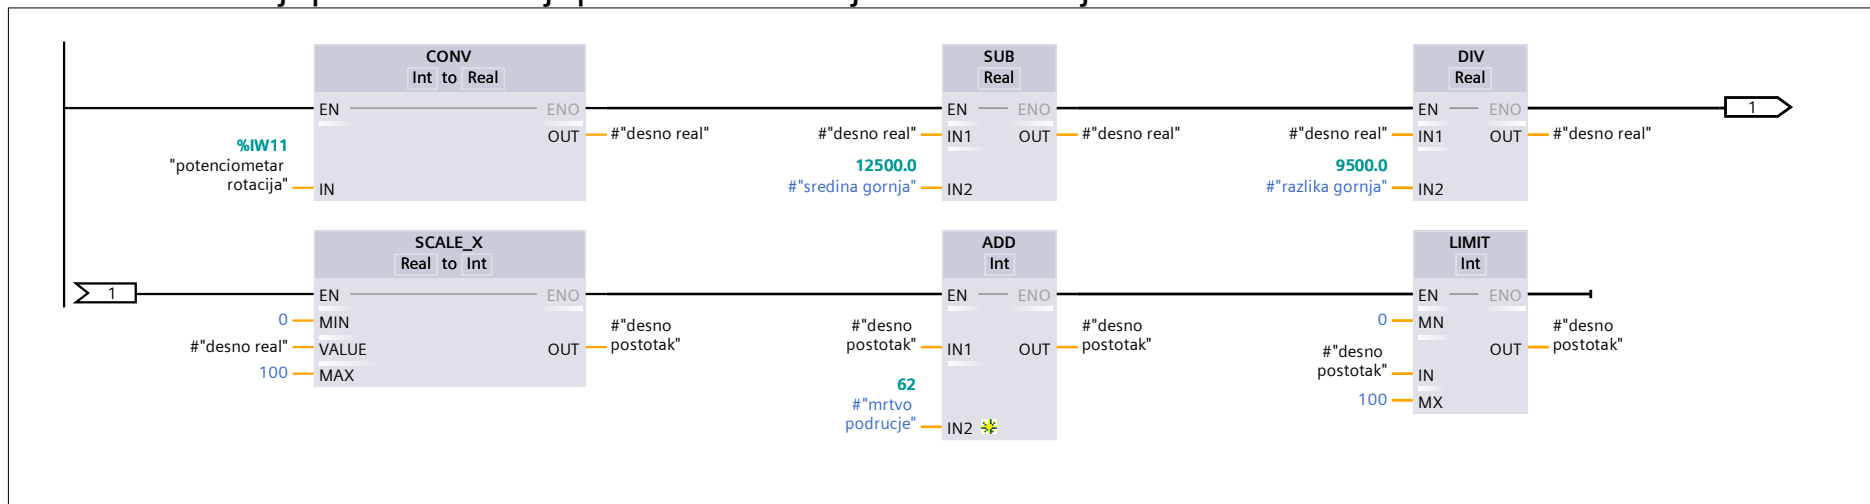 CONV
Int to Real
EN ENO
OUT #"desno real"
%IW11
"potenciometar
rotacija" IN
SUB
Real
EN ENO
#"desno real" IN1 OUT #"desno real"
12500.0
#"sredina gornja" IN2
DIV
Real
EN ENO
#"desno real" IN1 OUT #"desno real"
9500.0
#"razlika gornja" IN2
1
1
SCALE_X
Real to Int
EN ENO
0 MIN
#"desno real" VALUE
100 MAX
OUT #"desno
postotak"
ADD
Int
EN ENO
#"desno
postotak" IN1
OUT #"desno
postotak"
62
#"mrtvo
podrucje" IN2
LIMIT
Int
EN ENO
0 MN
#"desno
postotak" IN
100 MX
OUT #"desno
postotak"